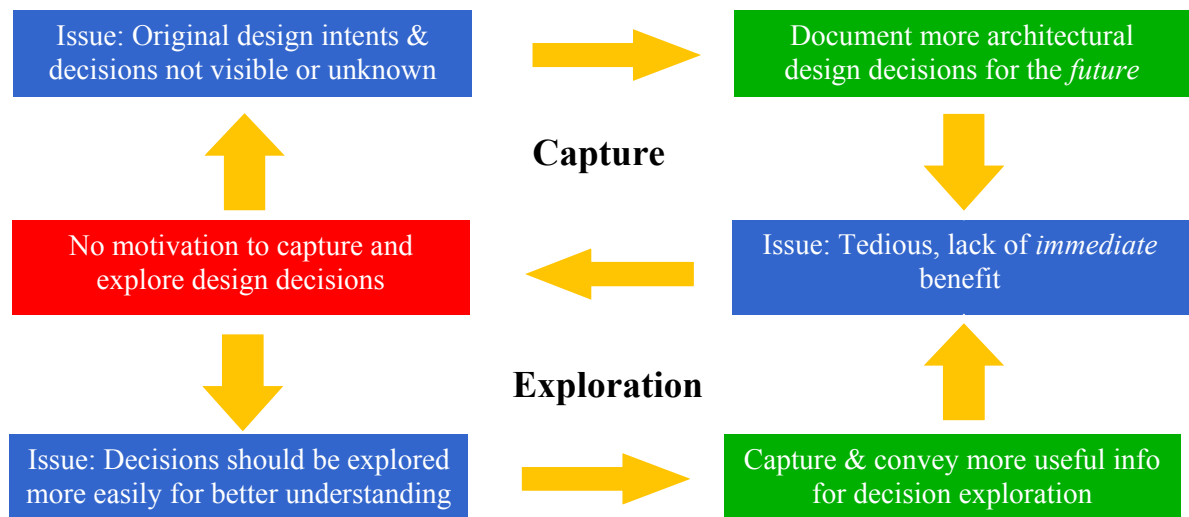 Issue: Original design intents &
decisions not visible or unknown
Document more architectural
design decisions for the future
Capture
No motivation to capture and
explore design decisions
Issue: Tedious, lack of immediate
benefit
Exploration
Issue: Decisions should be explored
more easily for better understanding
Capture & convey more useful info
for decision exploration